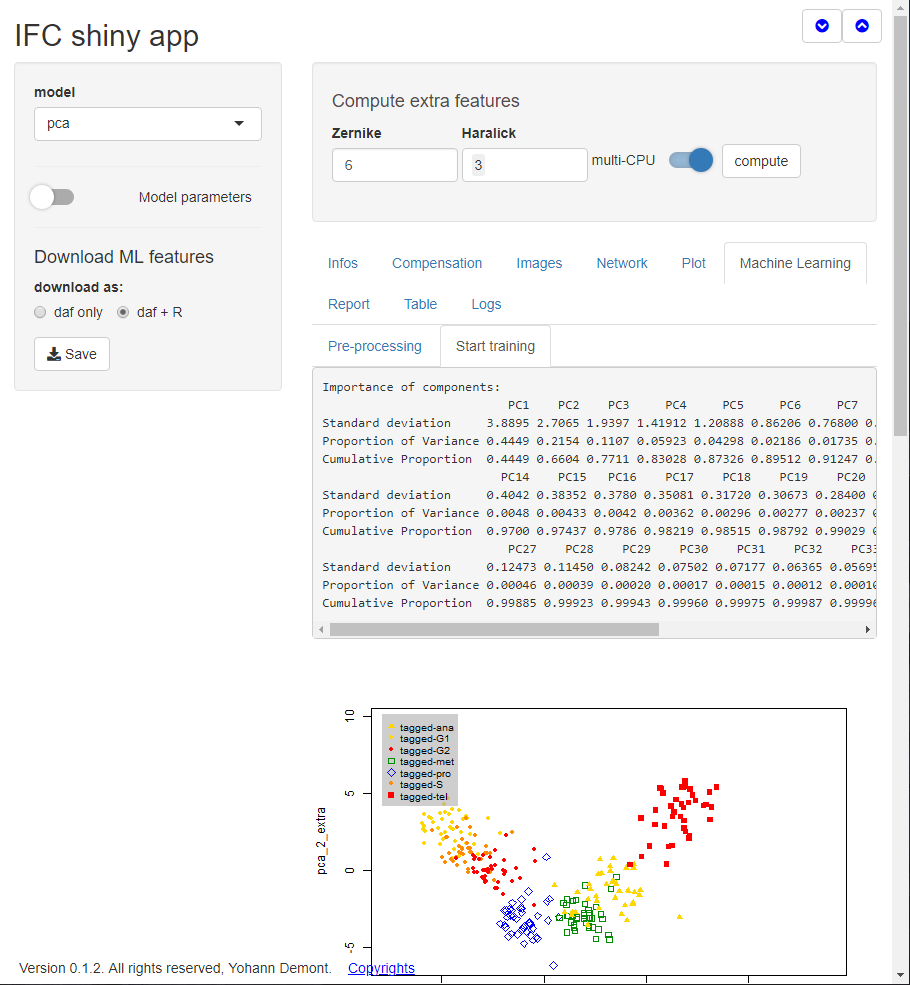 IFC shiny app
model
pca
Model parameters
Download ML features
download as:
daf only daf + R
Save
Compute extra features
Zernike Haralick
6 3 multi-CPU compute
Infos Compensation Images Network Plot Machine Learning
Report Table Logs
Pre-processing Start training
Importance of components:
PC1 PC2 PC3 PC4 PC5 PC6 PC7
Standard deviation 3.8895 2.7065 1.9397 1.41912 1.20888 0.86206 0.76800 0.
Proportion of Variance 0.4449 0.2154 0.1107 0.05923 0.04298 0.02186 0.01735 0.
Cumulative Proportion 0.4449 0.6604 0.7711 0.83028 0.87326 0.89512 0.91247 0.
PC14 PC15 PC16 PC17 PC18 PC19 PC20
Standard deviation 0.4042 0.38352 0.3780 0.35081 0.31720 0.30673 0.28400
Proportion of Variance 0.0048 0.00433 0.0042 0.00362 0.00296 0.00277 0.00237
Cumulative Proportion 0.9700 0.97437 0.9786 0.98219 0.98515 0.98792 0.99029
PC27 PC28 PC29 PC30 PC31 PC32 PC33
Standard deviation 0.12473 0.11450 0.08242 0.07502 0.07177 0.06365 0.05695
Proportion of Variance 0.00046 0.00039 0.00020 0.00017 0.00015 0.00012 0.00010
Cumulative Proportion 0.99885 0.99923 0.99943 0.99960 0.99975 0.99987 0.99996
10
5
0
-5
pca_2_extra
tagged-ana
tagged-G1
tagged-G2
tagged-met
tagged-pro
tagged-S
tagged-tel
Version 0.1.2. All rights reserved, Yohann Demont. Copyrights